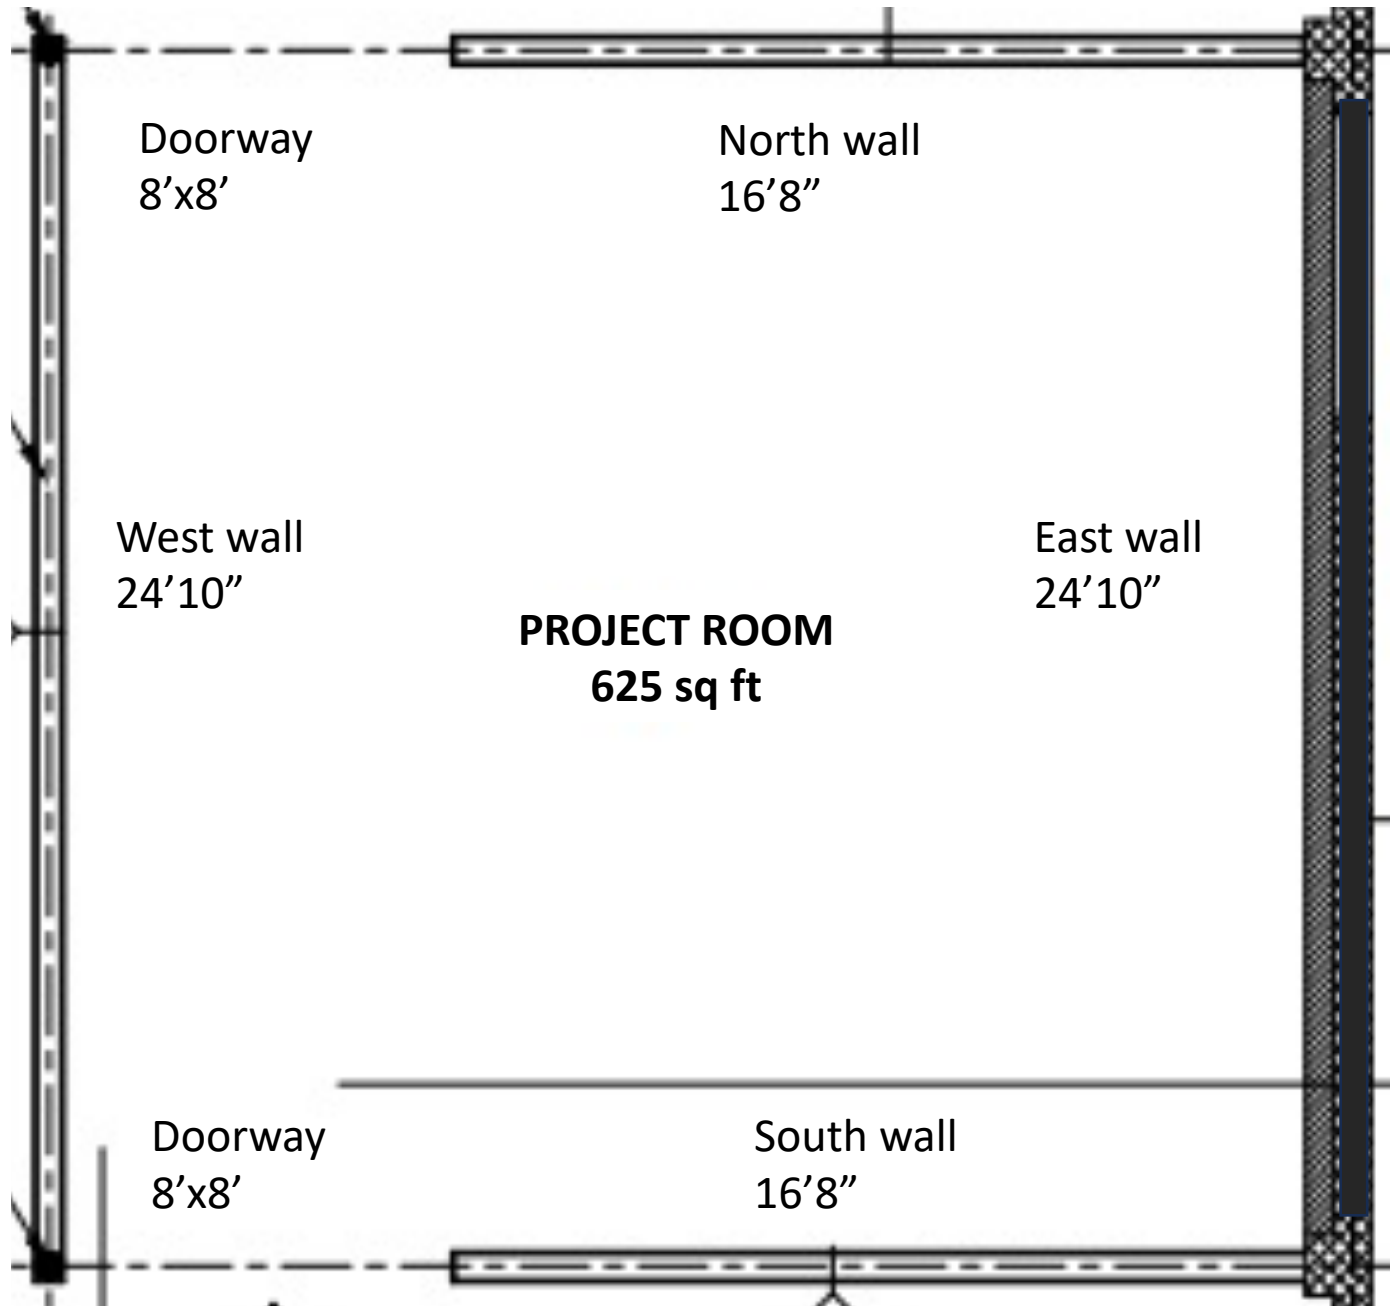 Doorway
8’x8’
North wall
16’8”
West wall
24’10”
East wall
24’10”
PROJECT ROOM
625 sq ft
Doorway
8’x8’
South wall
16’8”